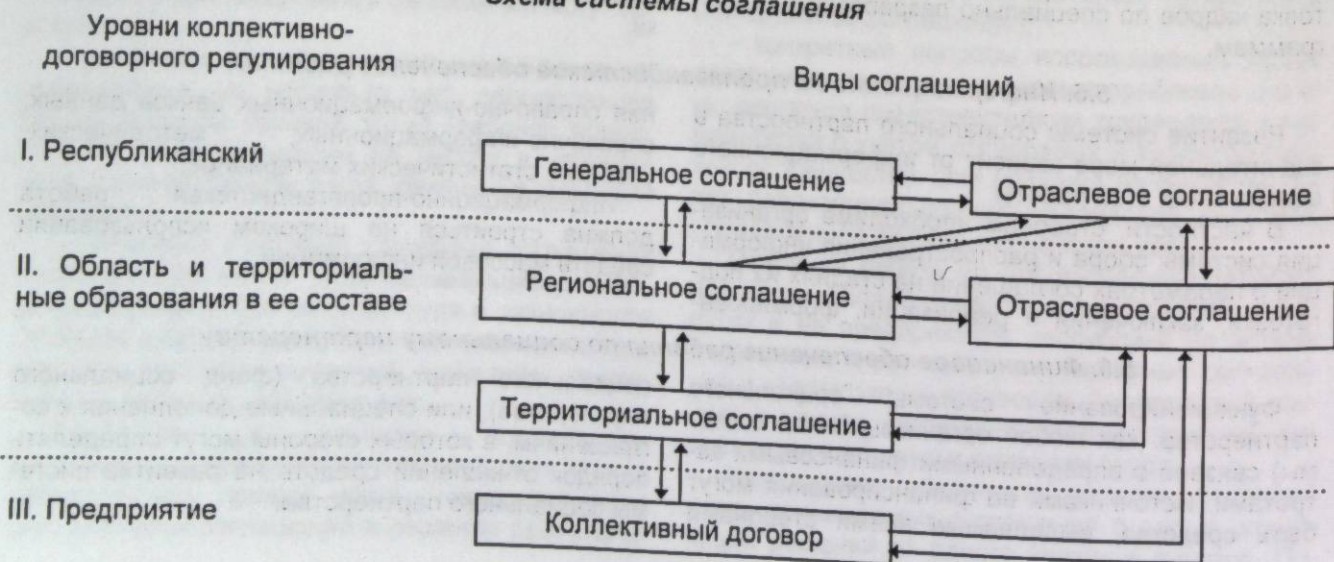 Схема системы соглашения
Уровни коллективно-
договорного регулирования
Виды соглашений
I. Республиканский
Генеральное соглашение
Отраслевое соглашение
II. Область и территориаль-
ные образования в ее составе
Региональное соглашение
Отраслевое соглашение
Территориальное соглашение
III. Предприятие
Коллективный договор